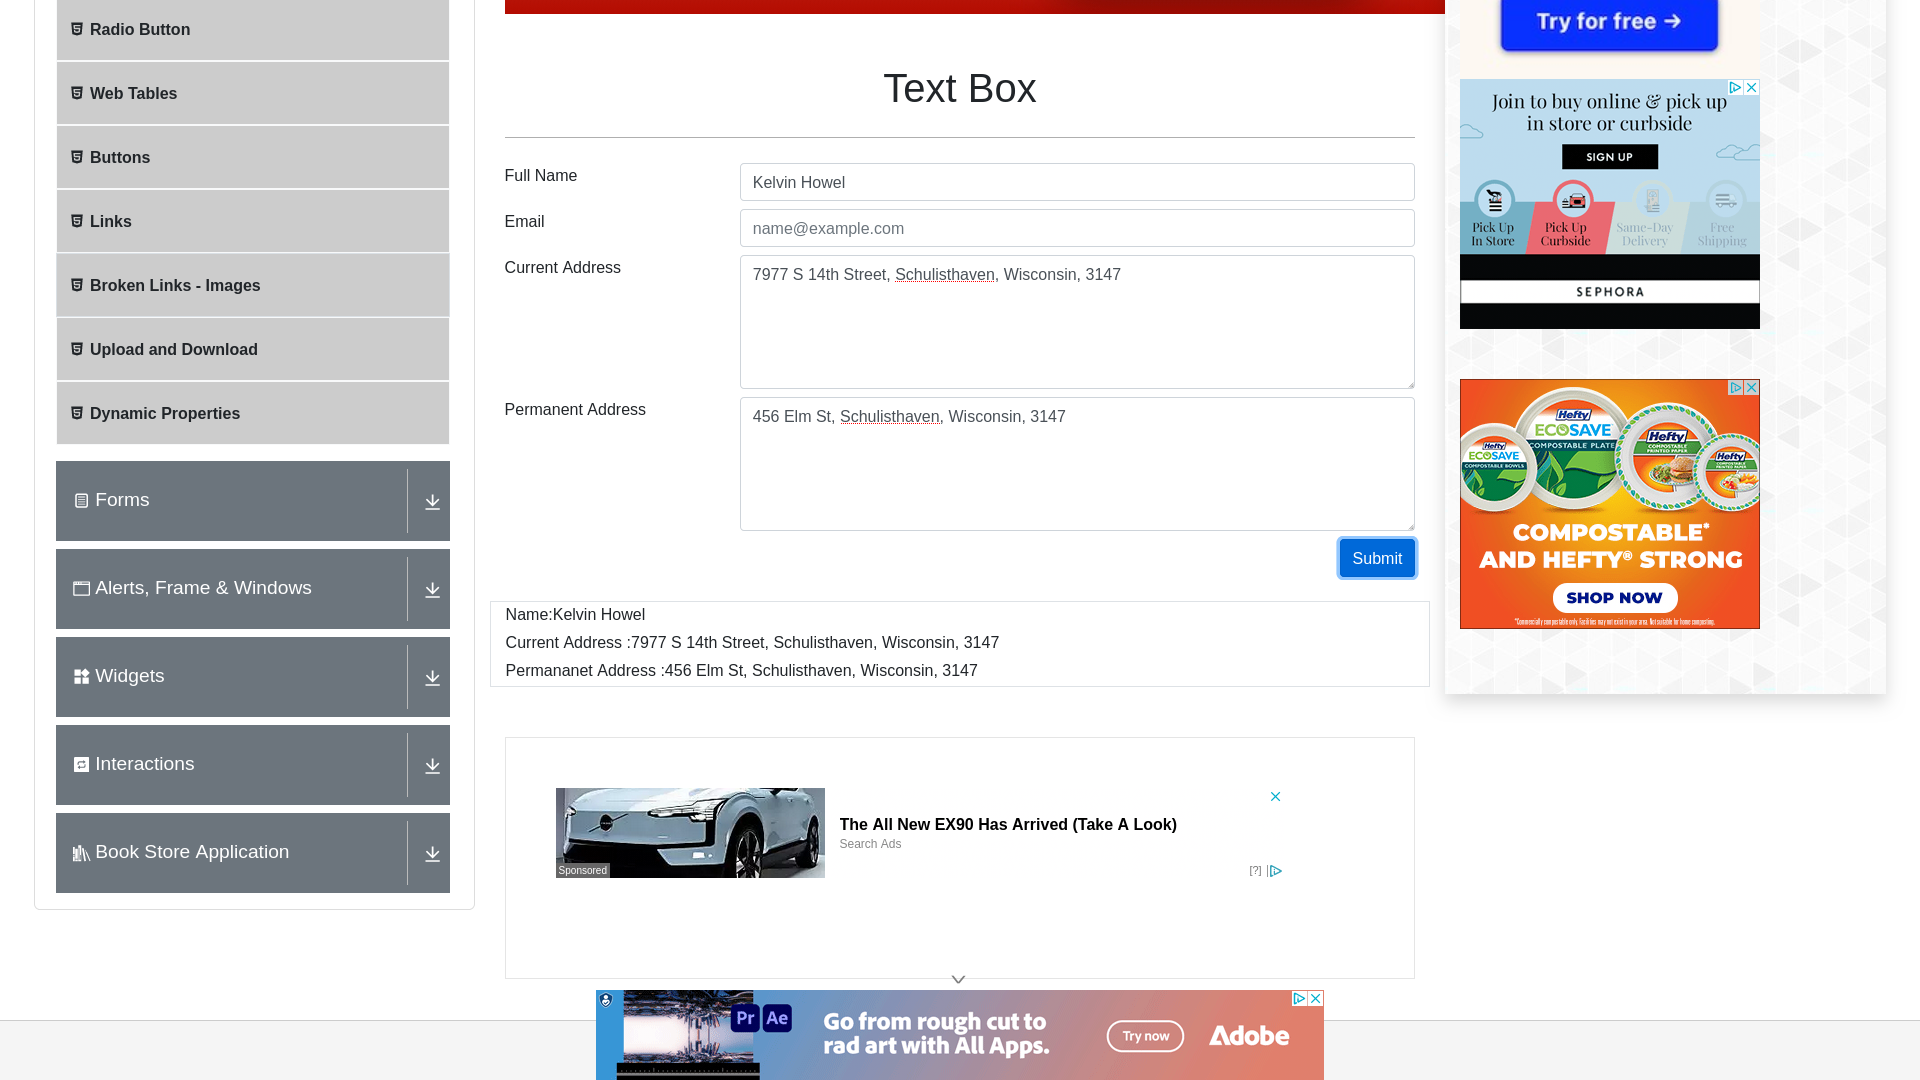 Radio Button
Web Tables
Buttons
Links
Broken Links - Images
Upload and Download
Dynamic Properties
Forms
Alerts, Frame & Windows
Widgets
Interactions
Book Store Application
Text Box
Full Name
Kelvin Howel
Email
name@example.com
Current Address
7977 S 14th Street, Schulisthaven, Wisconsin, 3147
Permanent Address
456 Elm St, Schulisthaven, Wisconsin, 3147
Submit
Name:Kelvin Howel
Current Address :7977 S 14th Street, Schulisthaven, Wisconsin, 3147
Permananet Address :456 Elm St, Schulisthaven, Wisconsin, 3147
Sponsored
The All New EX90 Has Arrived (Take A Look)
Search Ads
[?]
Pr Ae
Go from rough cut to
rad art with All Apps.
Try now
Adobe
Try for free →
Join to buy online & pick up
in store or curbside
SIGN UP
Pick Up
In Store
Pick Up
Curbside
Same-Day
Delivery
Free
Shipping
SEPHORA
Hefty
ECOSAVE
COMPOSTABLE PLATE
Hefty
ECOSAVE
COMPOSTABLE BOWLS
Hefty
COMPOSTABLE
PRINTED PAPER
Hefty
COMPOSTABLE*
AND HEFTY® STRONG
SHOP NOW
*Commercially compostable only. Facilities may not exist in your area. Not suitable for home composting.